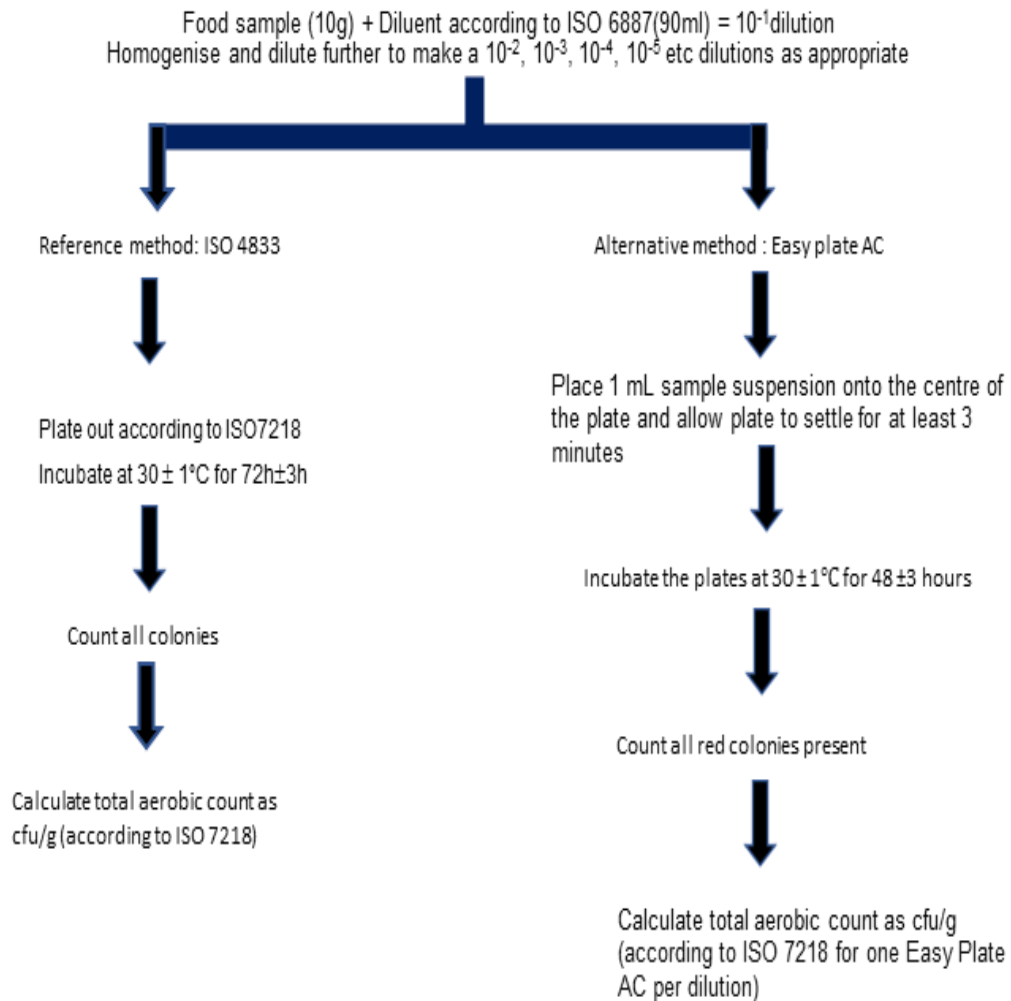 Food sample (10g) + Diluent according to ISO 6887(90ml) = 10⁻¹dilution
Homogenise and dilute further to make a 10⁻², 10⁻³, 10⁻⁴, 10⁻⁵ etc dilutions as appropriate
Reference method: ISO 4833
Plate out according to ISO7218
Incubate at 30 ± 1°C for 72h±3h
Count all colonies
Calculate total aerobic count as
cfu/g (according to ISO 7218)
Alternative method : Easy plate AC
Place 1 mL sample suspension onto the centre of
the plate and allow plate to settle for at least 3
minutes
Incubate the plates at 30 ± 1°C for 48 ±3 hours
Count all red colonies present
Calculate total aerobic count as cfu/g
(according to ISO 7218 for one Easy Plate
AC per dilution)